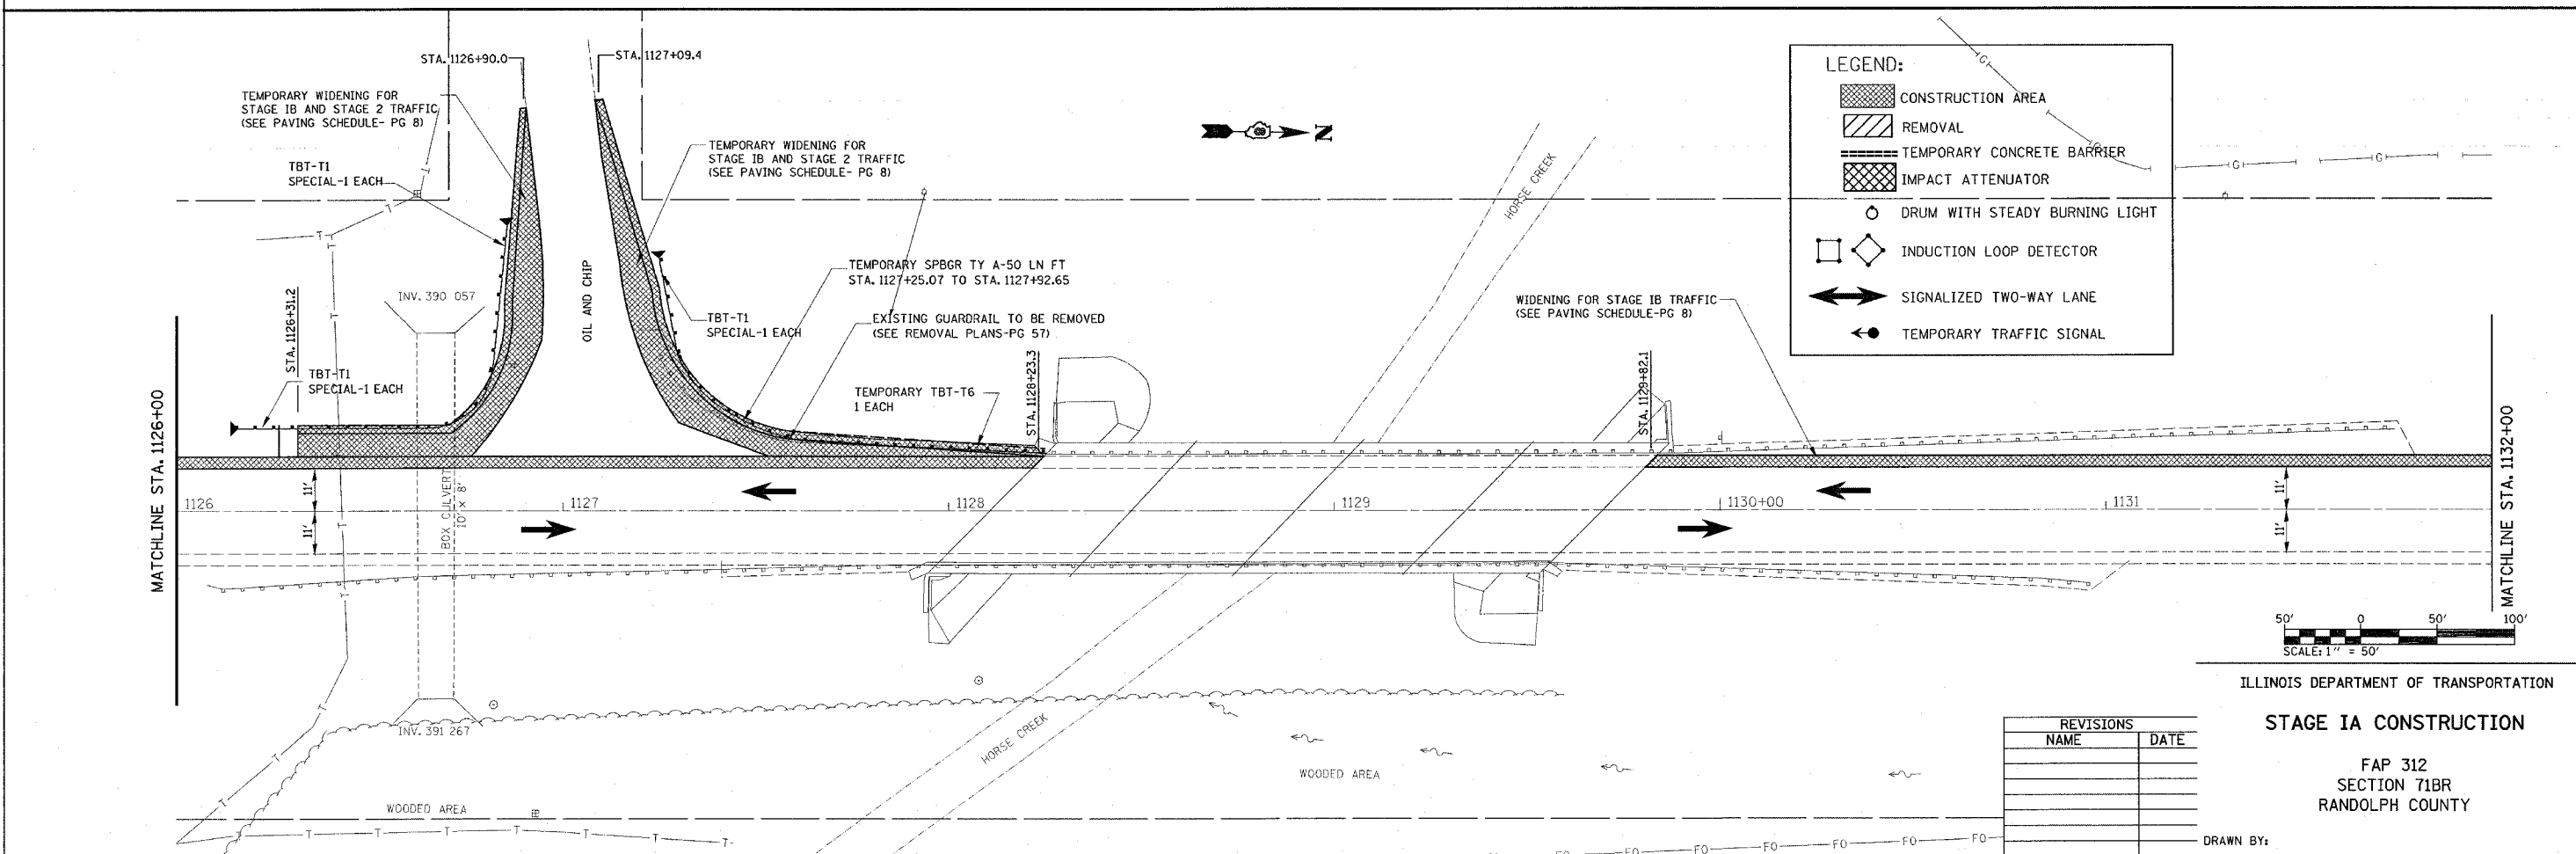 STA. 1126+90.0
STA. 1127+09.4
TEMPORARY WIDENING FOR
STAGE IB AND STAGE 2 TRAFFIC
(SEE PAVING SCHEDULE- PG 8)
TBT-T1
SPECIAL-1 EACH
TEMPORARY WIDENING FOR
STAGE IB AND STAGE 2 TRAFFIC
(SEE PAVING SCHEDULE- PG 8)
N
HORSE CREEK
LEGEND:
CONSTRUCTION AREA
REMOVAL
TEMPORARY CONCRETE BARRIER
IMPACT ATTENUATOR
DRUM WITH STEADY BURNING LIGHT
INDUCTION LOOP DETECTOR
SIGNALIZED TWO-WAY LANE
TEMPORARY TRAFFIC SIGNAL
G
G
G
G
T
T
T
T
INV. 390 057
OIL AND CHIP
TEMPORARY SPBGR TY A-50 LN FT
STA. 1127+25.07 TO STA. 1127+92.65
TBT-T1
SPECIAL-1 EACH
EXISTING GUARDRAIL TO BE REMOVED
(SEE REMOVAL PLANS-PG 57)
WIDENING FOR STAGE IB TRAFFIC
(SEE PAVING SCHEDULE-PG 8)
STA. 1126+31.2
TBT-T1
SPECIAL-1 EACH
TEMPORARY TBT-T6
1 EACH
STA. 1128+23.3
STA. 1129+82.1
MATCHLINE STA. 1126+00
MATCHLINE STA. 1132+00
1126
1127
1128
1129
1130+00
1131
11'
11'
11'
11'
BOX CULVERT
10' X 8'
INV. 391 267
HORSE CREEK
WOODED AREA
WOODED AREA
T
T
T
T
T
T
T
T
T
T
FO
FO
FO
FO
FO
FO
FO
50'
0
50'
100'
SCALE: 1" = 50'
ILLINOIS DEPARTMENT OF TRANSPORTATION
STAGE IA CONSTRUCTION
FAP 312
SECTION 71BR
RANDOLPH COUNTY
REVISIONS
NAME
DATE
DRAWN BY: